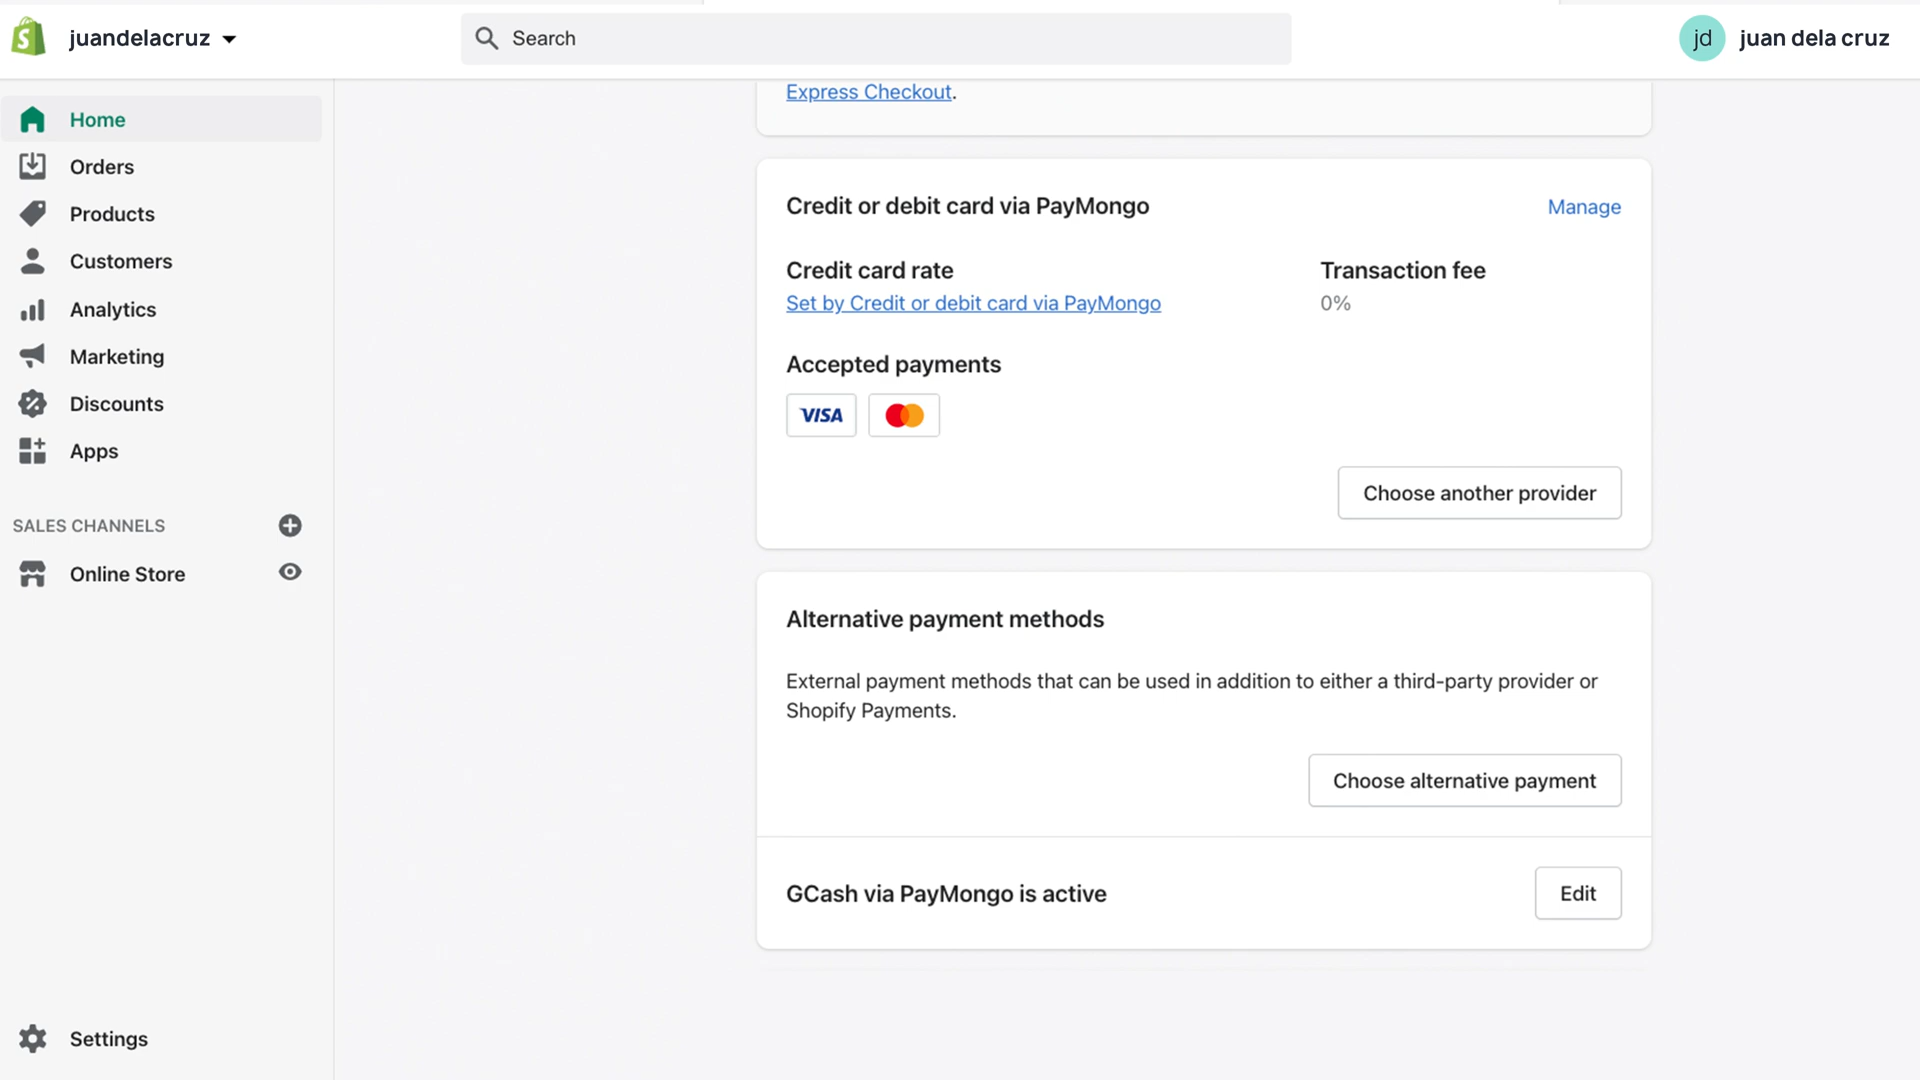 juandelacruz
Search
jd
juan dela cruz
Home
Orders
Products
Customers
Analytics
Marketing
Discounts
Apps
SALES CHANNELS
Online Store
Settings
Express Checkout.
Credit or debit card via PayMongo
Manage
Credit card rate
Transaction fee
Set by Credit or debit card via PayMongo
0%
Accepted payments
VISA
Choose another provider
Alternative payment methods
External payment methods that can be used in addition to either a third-party provider or
Shopify Payments.
Choose alternative payment
GCash via PayMongo is active
Edit